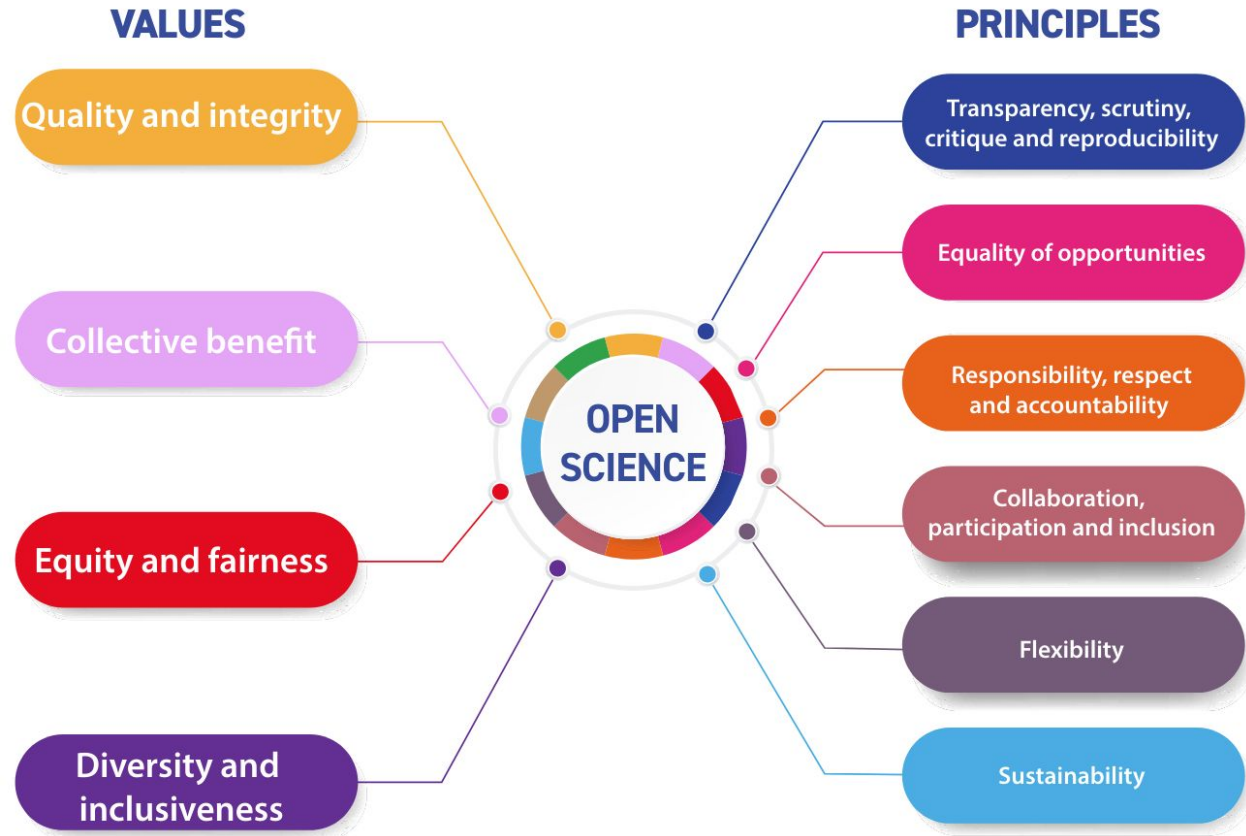 VALUES
Quality and integrity
Collective benefit
Equity and fairness
Diversity and
inclusiveness
OPEN
SCIENCE
PRINCIPLES
Transparency, scrutiny,
critique and reproducibility
Equality of opportunities
Responsibility, respect
and accountability
Collaboration,
participation and inclusion
Flexibility
Sustainability